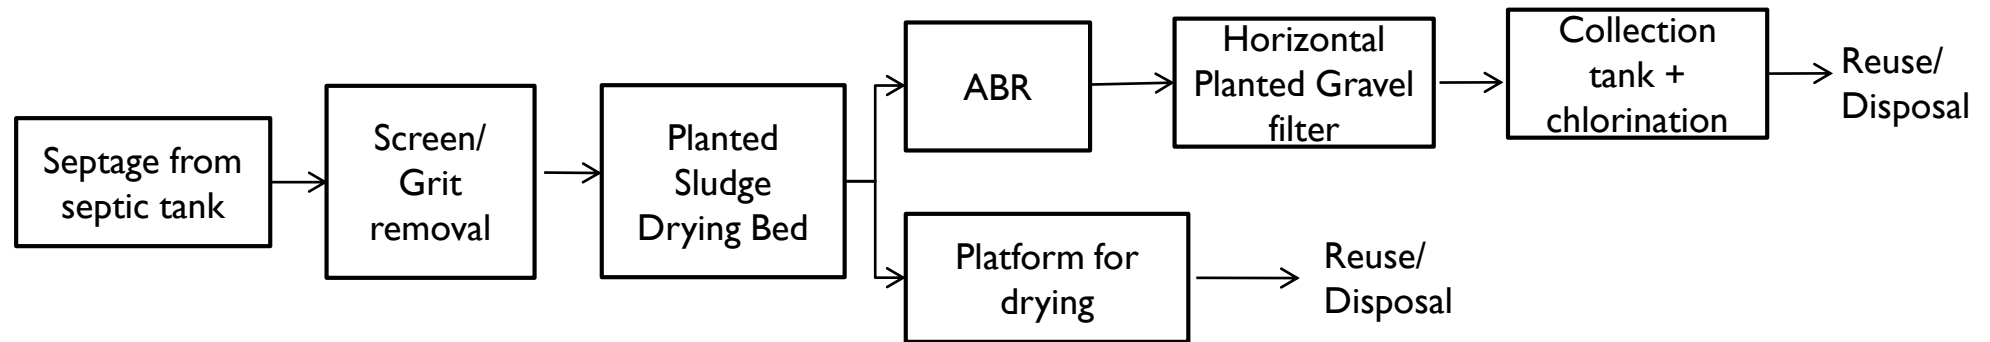 Septage from
septic tank
Screen/
Grit
removal
Planted
Sludge
Drying Bed
ABR
Horizontal
Planted Gravel
filter
Collection
tank +
chlorination
Reuse/
Disposal
Platform for
drying
Reuse/
Disposal